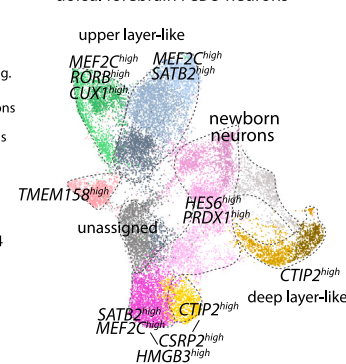 upper layer-like
MEF2Chigh
RORBhigh
CUX1high
MEF2Chigh
SATB2high
g.
newborn
neurons
ons
s
TMEM158high
HES6high
PRDX1high
unassigned
CTIP2high
deep layer-like
SATB2high
MEF2Chigh
CTIP2high
CSRP2high
HMGB3high